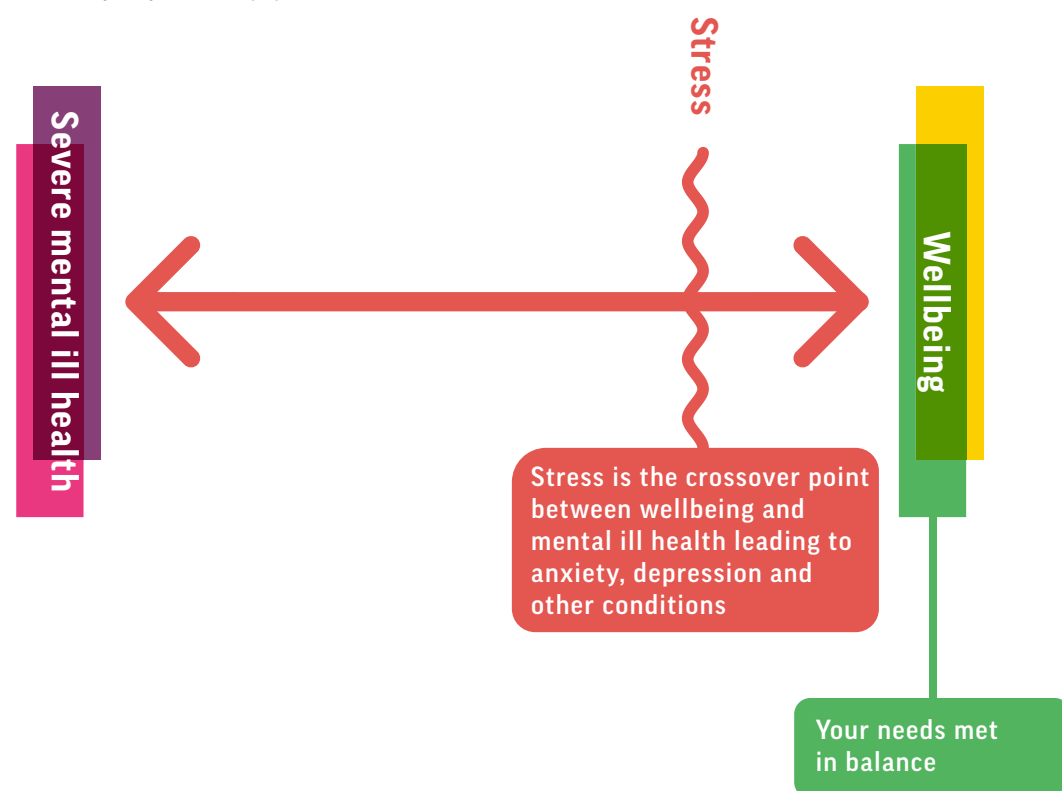 Stress
Severe mental ill health
Wellbeing
Stress is the crossover point
between wellbeing and
mental ill health leading to
anxiety, depression and
other conditions
Your needs met
in balance